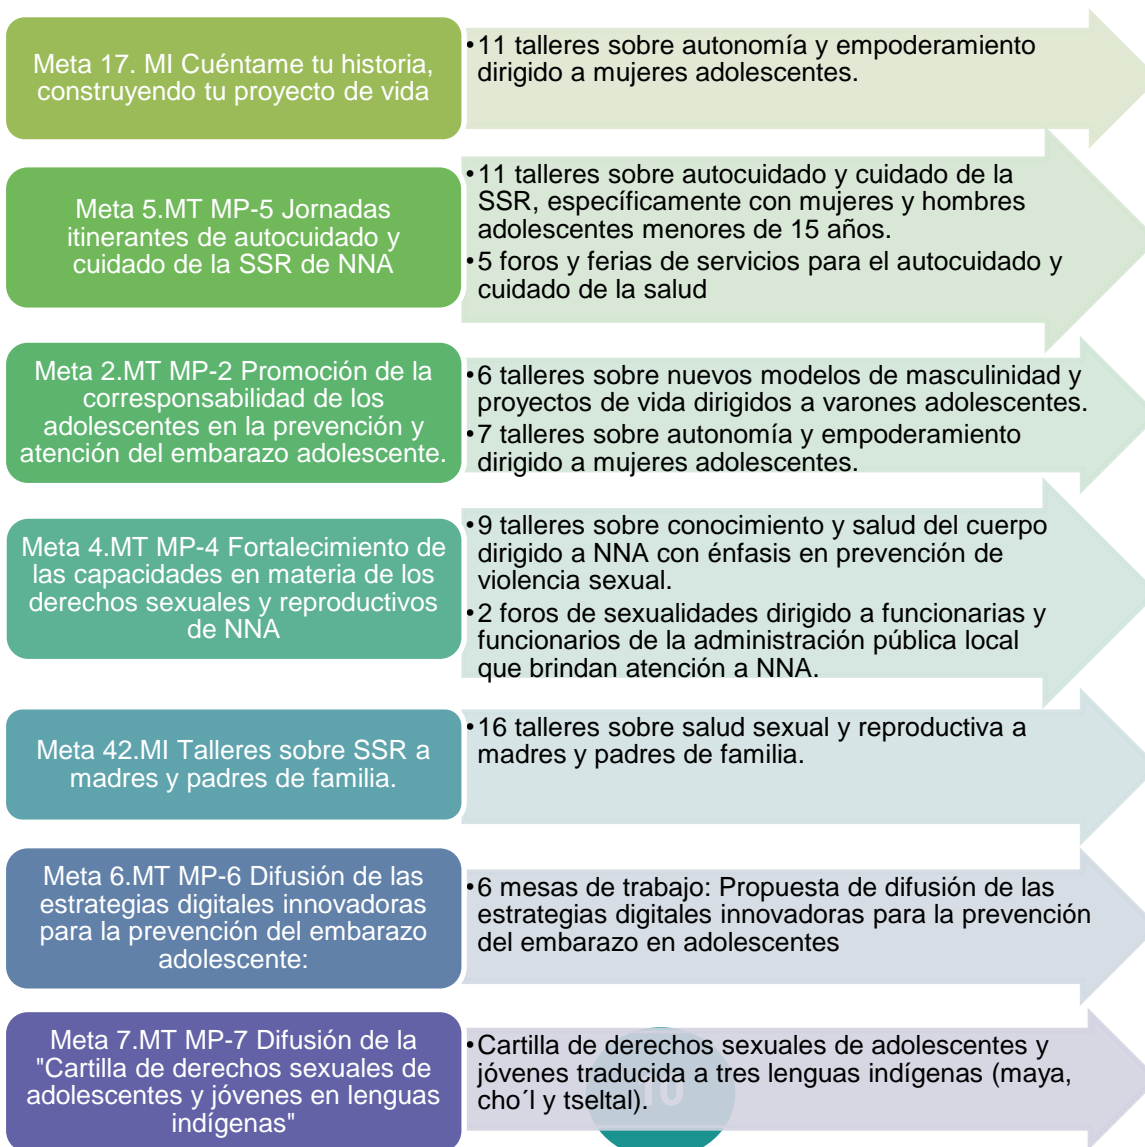 Meta 17. MI Cuéntame tu historia,
construyendo tu proyecto de vida
•11 talleres sobre autonomía y empoderamiento
dirigido a mujeres adolescentes.
Meta 5.MT MP-5 Jornadas
itinerantes de autocuidado y
cuidado de la SSR de NNA
•11 talleres sobre autocuidado y cuidado de la
SSR, específicamente con mujeres y hombres
adolescentes menores de 15 años.
•5 foros y ferias de servicios para el autocuidado y
cuidado de la salud
Meta 2.MT MP-2 Promoción de la
corresponsabilidad de los
adolescentes en la prevención y
atención del embarazo adolescente.
•6 talleres sobre nuevos modelos de masculinidad y
proyectos de vida dirigidos a varones adolescentes.
•7 talleres sobre autonomía y empoderamiento
dirigido a mujeres adolescentes.
Meta 4.MT MP-4 Fortalecimiento de
las capacidades en materia de los
derechos sexuales y reproductivos
de NNA
•9 talleres sobre conocimiento y salud del cuerpo
dirigido a NNA con énfasis en prevención de
violencia sexual.
•2 foros de sexualidades dirigido a funcionarias y
funcionarios de la administración pública local
que brindan atención a NNA.
Meta 42.MI Talleres sobre SSR a
madres y padres de familia.
•16 talleres sobre salud sexual y reproductiva a
madres y padres de familia.
Meta 6.MT MP-6 Difusión de las
estrategias digitales innovadoras
para la prevención del embarazo
adolescente:
•6 mesas de trabajo: Propuesta de difusión de las
estrategias digitales innovadoras para la prevención
del embarazo en adolescentes
Meta 7.MT MP-7 Difusión de la
"Cartilla de derechos sexuales de
adolescentes y jóvenes en lenguas
indígenas"
•Cartilla de derechos sexuales de adolescentes y
jóvenes traducida a tres lenguas indígenas (maya,
cho´l y tseltal).
10